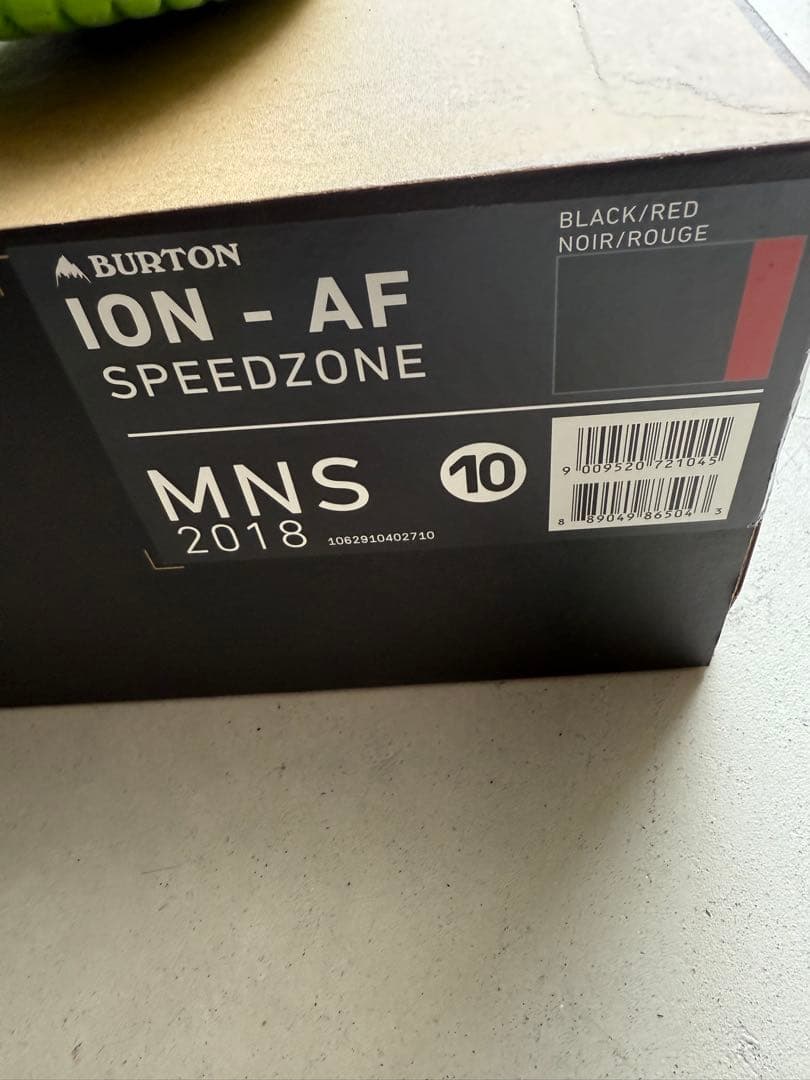 BURTON
ION - AF
SPEEDZONE
BLACK/RED
NOIR/ROUGE
MNS
10
2018
1062910402710
9 009520 721045
8 89049 86504 3